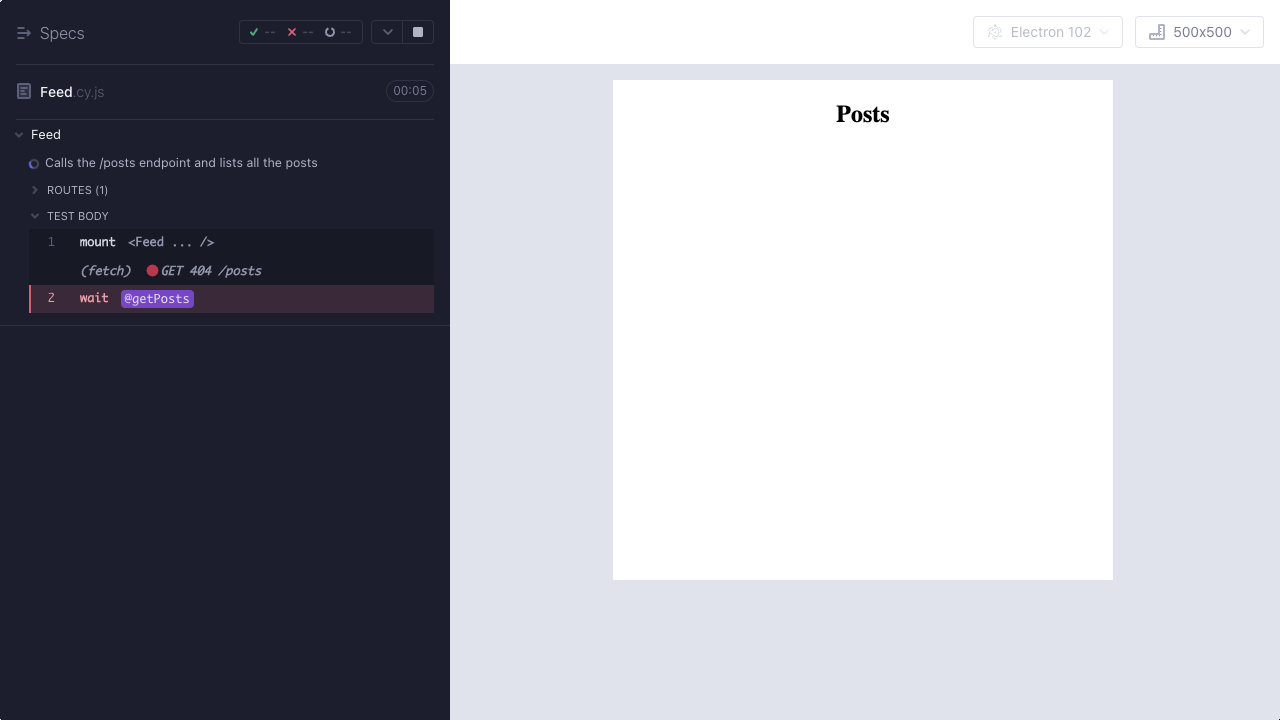 Specs
-- -- --
Feed.cy.js
00:05
Feed
Calls the /posts endpoint and lists all the posts
ROUTES (1)
TEST BODY
1 mount <Feed ... />
(fetch) GET 404 /posts
2 wait @getPosts
Electron 102
500x500
Posts